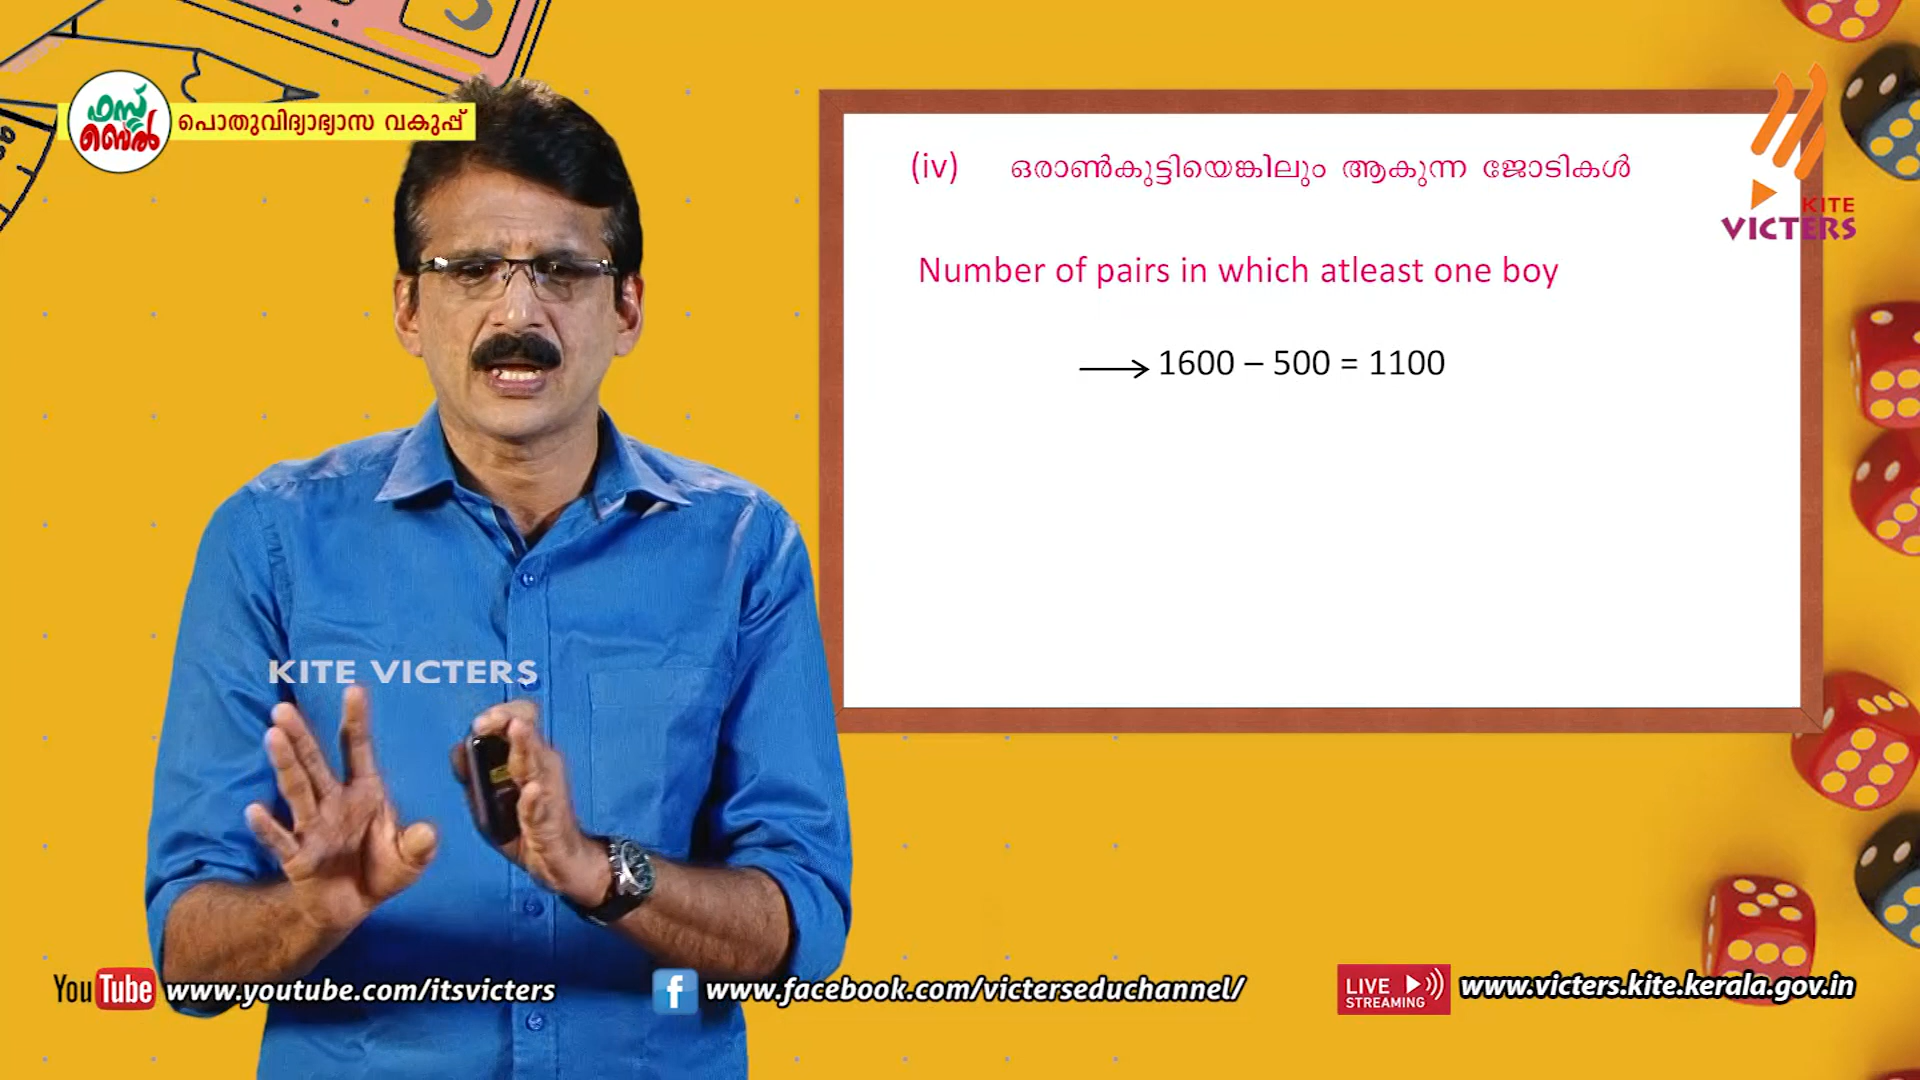 ഫസ്റ്റ്
ബെൽ
പൊതുവിദ്യാഭ്യാസ വകുപ്പ്
(iv) ഒരാൺകുട്ടിയെങ്കിലും ആകുന്ന ജോടികൾ
KITE
VICTERS
Number of pairs in which atleast one boy
1600 – 500 = 1100
KITE VICTERS
YouTube www.youtube.com/itsvicters
f www.facebook.com/victerseduchannel/
LIVE
STREAMING
www.victers.kite.kerala.gov.in